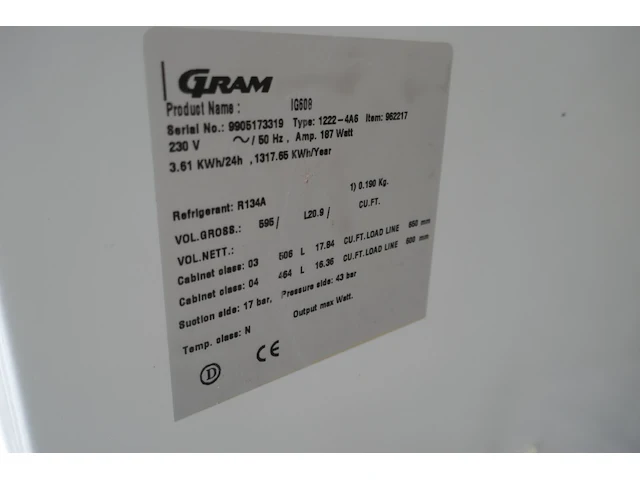 GRAM
Product Name : IG508
Serial No.: 9905173319 Type: 1222-4A5 Item: 962217
230 V ~/ 50 Hz , Amp. 187 Watt
3.61 KWh/24h , 1317.65 KWh/Year
Refrigerant: R134A 1) 0.190 Kg.
VOL.GROSS.: 595/ L20.9/ CU.FT.
VOL.NETT.:
Cabinet class: 03 506 L 17.84 CU.FT.LOAD LINE 550 mm
Cabinet class: 04 464 L 16.36 CU.FT.LOAD LINE 500 mm
Suction side: 17 bar. Pressure side: 43 bar
Temp. class: N Output max Watt.
D CE